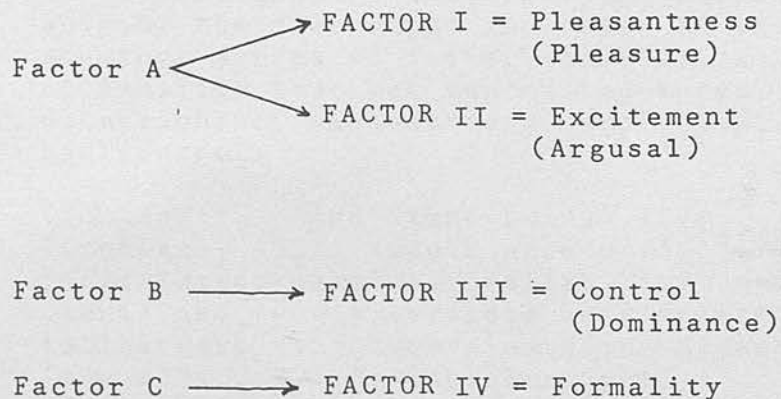 FACTOR I = Pleasantness
(Pleasure)
Factor A
FACTOR II = Excitement
(Argusal)
Factor B FACTOR III = Control
(Dominance)
Factor C FACTOR IV = Formality